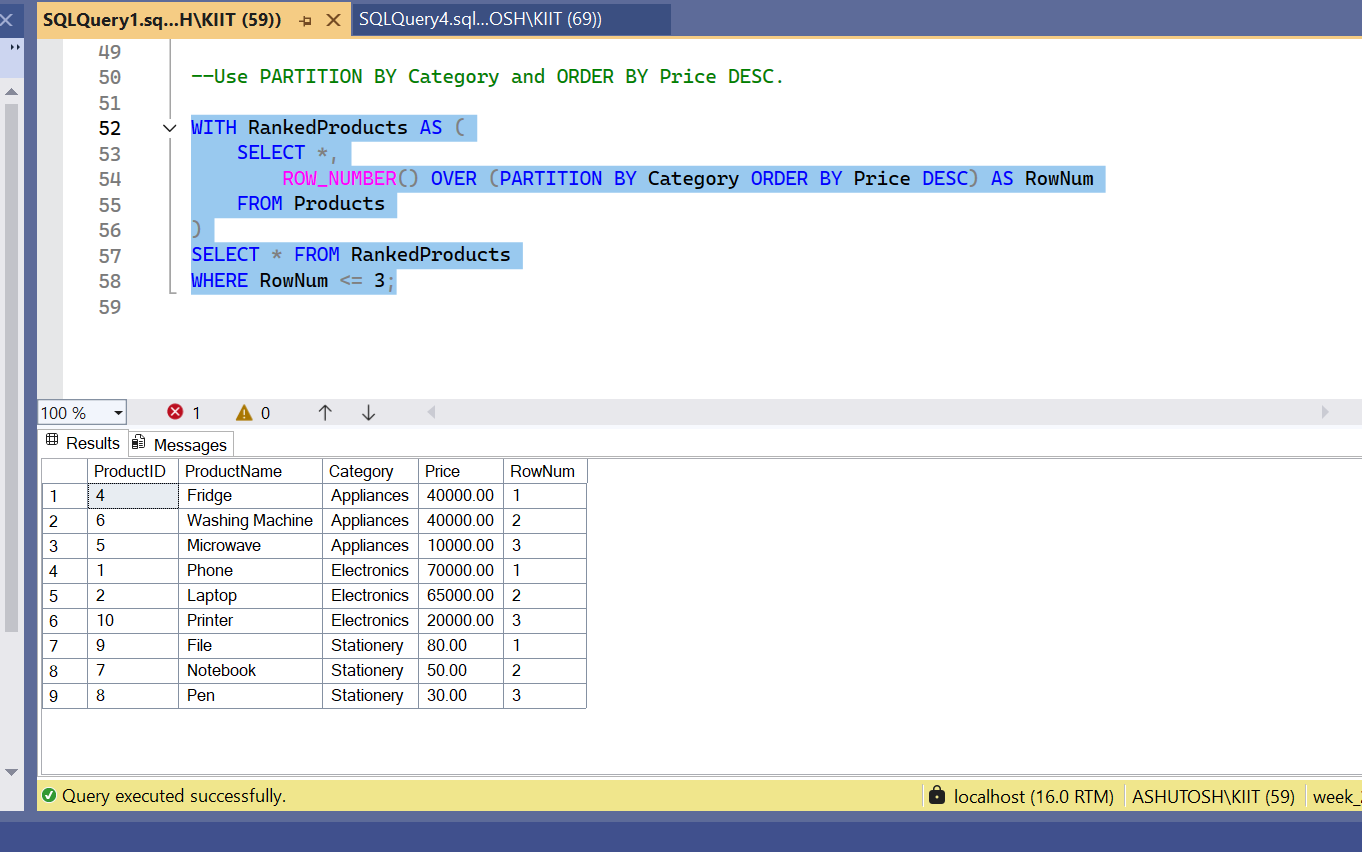 SQLQuery1.sq...H\KIIT (59)) SQLQuery4.sql...OSH\KIIT (69))
49
50 --Use PARTITION BY Category and ORDER BY Price DESC.
51
52 WITH RankedProducts AS (
53 SELECT *,
54 ROW_NUMBER() OVER (PARTITION BY Category ORDER BY Price DESC) AS RowNum
55 FROM Products
56 )
57 SELECT * FROM RankedProducts
58 WHERE RowNum <= 3;
59
100 % 1 0
Results Messages
ProductID ProductName Category Price RowNum
1 4 Fridge Appliances 40000.00 1
2 6 Washing Machine Appliances 40000.00 2
3 5 Microwave Appliances 10000.00 3
4 1 Phone Electronics 70000.00 1
5 2 Laptop Electronics 65000.00 2
6 10 Printer Electronics 20000.00 3
7 9 File Stationery 80.00 1
8 7 Notebook Stationery 50.00 2
9 8 Pen Stationery 30.00 3
Query executed successfully. localhost (16.0 RTM) ASHUTOSH\KIIT (59) week_